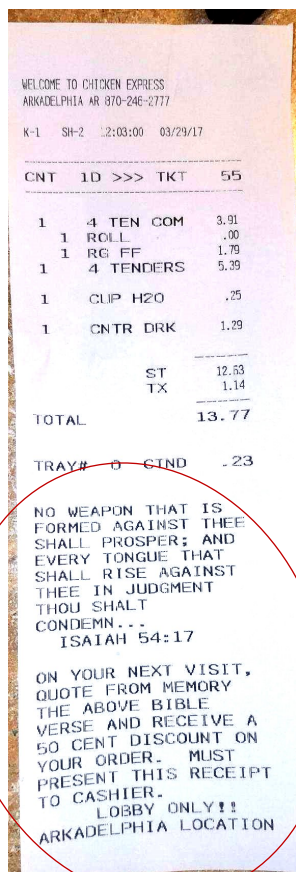 WELCOME TO CHICKEN EXPRESS
ARKADELPHIA AR 870-246-2777
K-1 SH-2 12:03:00 03/29/17
CNT 1D >>> TKT 55
1 4 TEN COM 3.91
1 ROLL .00
1 RG FF 1.79
1 4 TENDERS 5.39
1 CUP H2O .25
1 CNTR DRK 1.29
ST 12.63
TX 1.14
TOTAL 13.77
TRAY# 0 CTND .23
NO WEAPON THAT IS
FORMED AGAINST THEE
SHALL PROSPER; AND
EVERY TONGUE THAT
SHALL RISE AGAINST
THEE IN JUDGMENT
THOU SHALT
CONDEMN...
ISAIAH 54:17
ON YOUR NEXT VISIT,
QUOTE FROM MEMORY
THE ABOVE BIBLE
VERSE AND RECEIVE A
50 CENT DISCOUNT ON
YOUR ORDER. MUST
PRESENT THIS RECEIPT
TO CASHIER.
LOBBY ONLY!!
ARKADELPHIA LOCATION